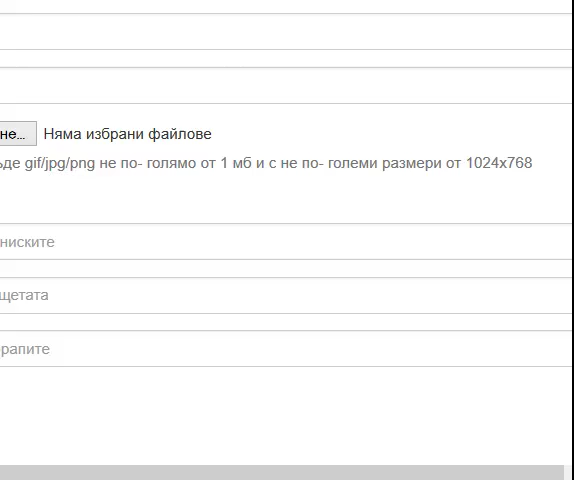 не... Няма избрани файлове
ъде gif/jpg/png не по- голямо от 1 мб и с не по- големи размери от 1024x768
ниските
щетата
рапите